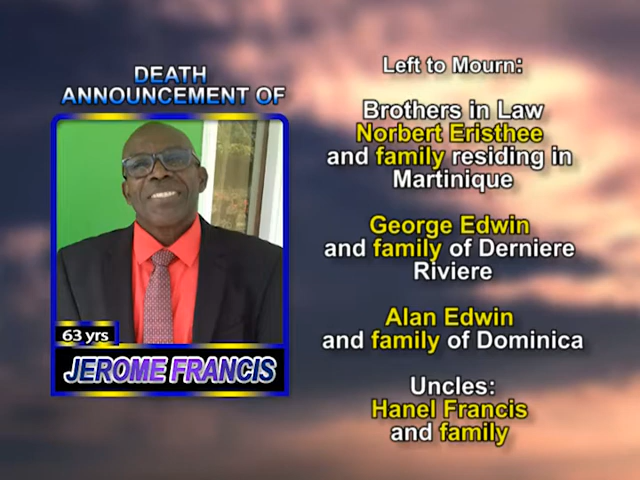 DEATH
ANNOUNCEMENT OF
63 yrs
JEROME FRANCIS
Left to Mourn:
Brothers in Law
Norbert Eristhee
and family residing in
Martinique
George Edwin
and family of Derniere
Riviere
Alan Edwin
and family of Dominica
Uncles:
Hanel Francis
and family